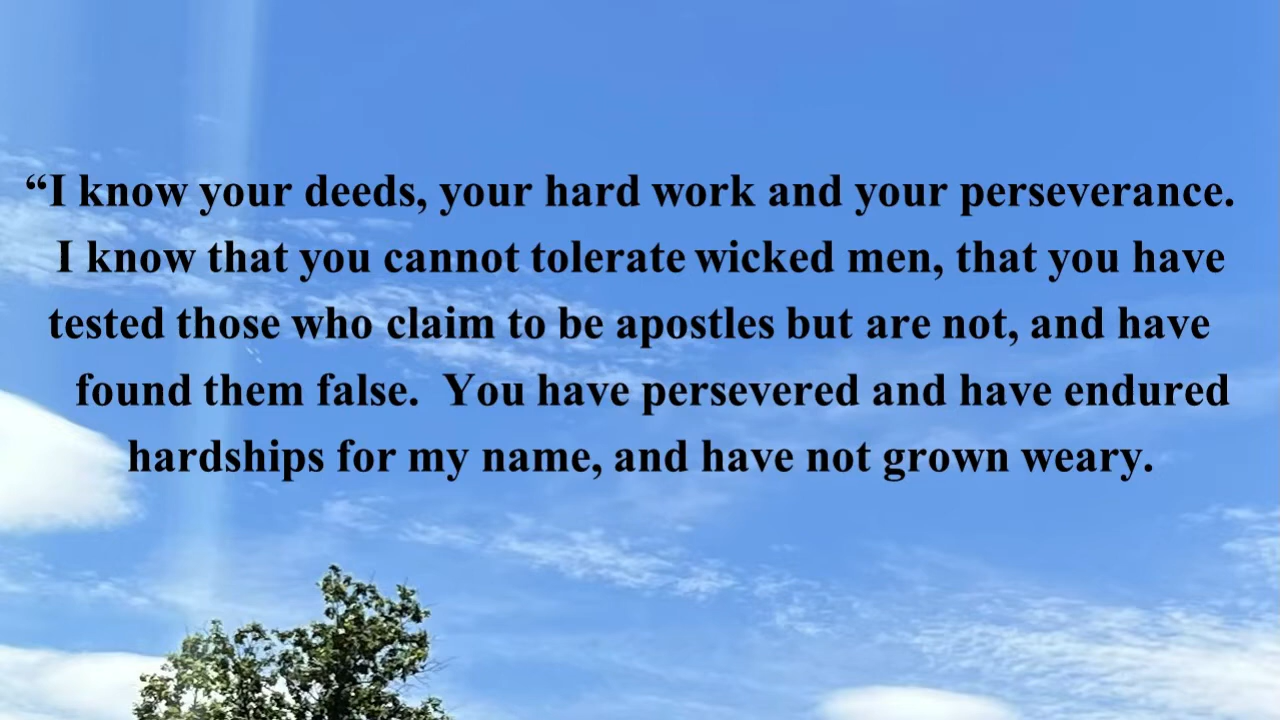 “I know your deeds, your hard work and your perseverance.
I know that you cannot tolerate wicked men, that you have
tested those who claim to be apostles but are not, and have
found them false.  You have persevered and have endured
hardships for my name, and have not grown weary.